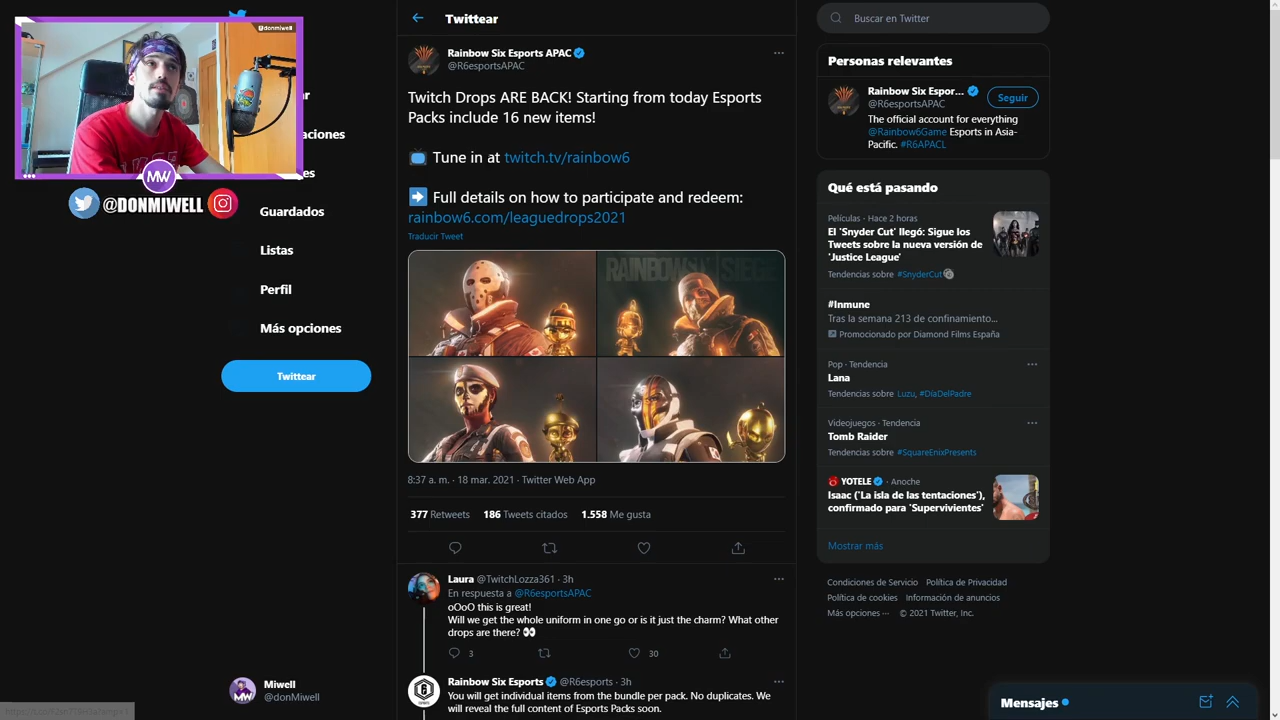 @donmiwell
MW
@DONMIWELL
Guardados
Listas
Perfil
Más opciones
Twittear
Miwell
@donMiwell
Twittear
Rainbow Six Esports APAC
@R6esportsAPAC
Twitch Drops ARE BACK! Starting from today Esports
Packs include 16 new items!
Tune in at twitch.tv/rainbow6
Full details on how to participate and redeem:
rainbow6.com/leaguedrops2021
Traducir Tweet
8:37 a. m. · 18 mar. 2021 · Twitter Web App
377 Retweets 186 Tweets citados 1.558 Me gusta
Laura @TwitchLozza361 · 3h
En respuesta a @R6esportsAPAC
oOoO this is great!
Will we get the whole uniform in one go or is it just the charm? What other
drops are there? 👀
3 30
Rainbow Six Esports @R6esports · 3h
You will get individual items from the bundle per pack. No duplicates. We
will reveal the full content of Esports Packs soon.
Buscar en Twitter
Personas relevantes
Rainbow Six Espor...
@R6esportsAPAC
Seguir
The official account for everything
@Rainbow6Game Esports in Asia-
Pacific. #R6APACL
Qué está pasando
Películas · Hace 2 horas
El 'Snyder Cut' llegó: Sigue los
Tweets sobre la nueva versión de
'Justice League'
Tendencias sobre #SnyderCut
#Inmune
Tras la semana 213 de confinamiento...
Promocionado por Diamond Films España
Pop · Tendencia
Lana
Tendencias sobre Luzu, #DíaDelPadre
Videojuegos · Tendencia
Tomb Raider
Tendencias sobre #SquareEnixPresents
YOTELE · Anoche
Isaac ('La isla de las tentaciones'),
confirmado para 'Supervivientes'
Mostrar más
Condiciones de Servicio Política de Privacidad
Política de cookies Información de anuncios
Más opciones ··· © 2021 Twitter, Inc.
Mensajes